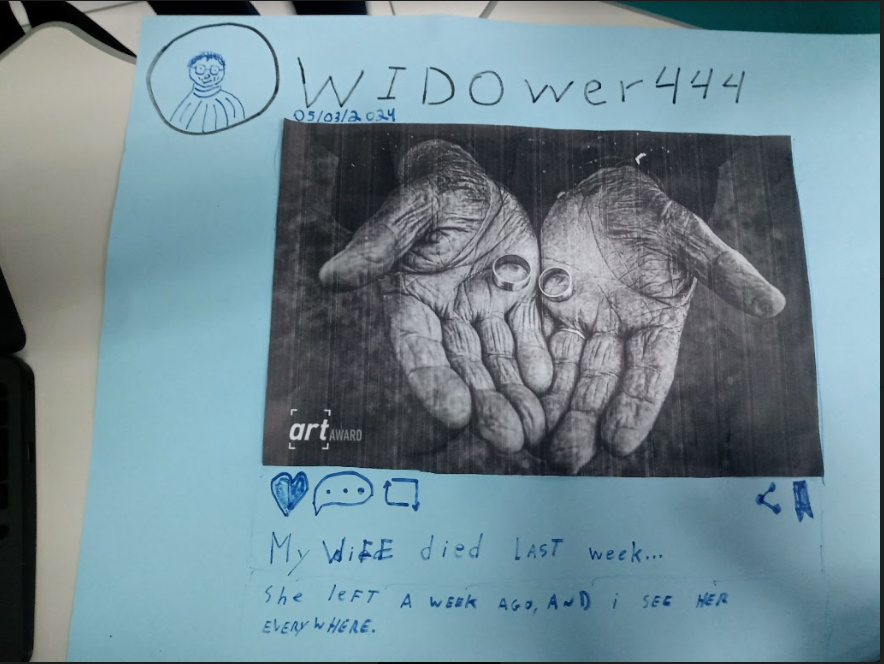 WIDOwer444
05/03/2024
art AWARD
My WiFE died LAST week...
She leFT A WEEK AGO, AND i SEE HER
EVERYWHERE.